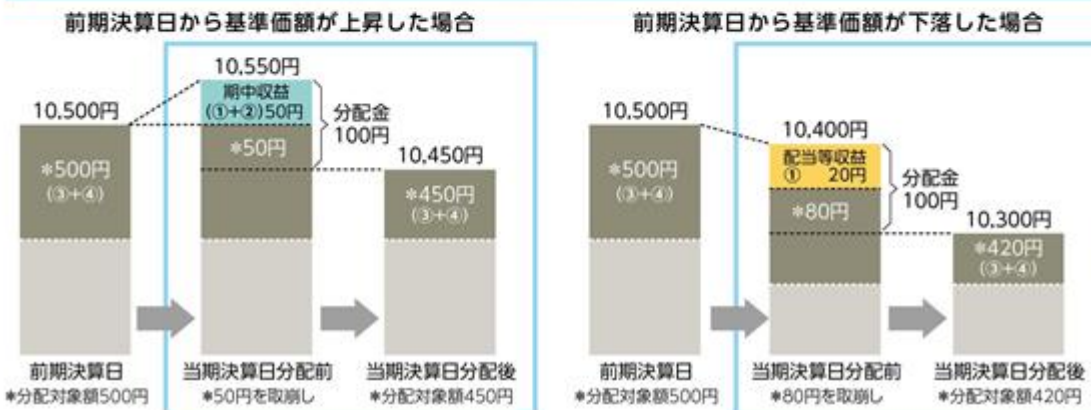 前期決算日から基準価額が上昇した場合
10,550円
期中収益
(①+②)50円
10,500円
分配金
100円
*500円
(③+④)
*50円
10,450円
*450円
(③+④)
前期決算日
*分配対象額500円
当期決算日分配前
*50円を取崩し
当期決算日分配後
*分配対象額450円
前期決算日から基準価額が下落した場合
10,500円
10,400円
*500円
(③+④)
配当等収益
① 20円
分配金
100円
*80円
10,300円
*420円
(③+④)
前期決算日
*分配対象額500円
当期決算日分配前
*80円を取崩し
当期決算日分配後
*分配対象額420円